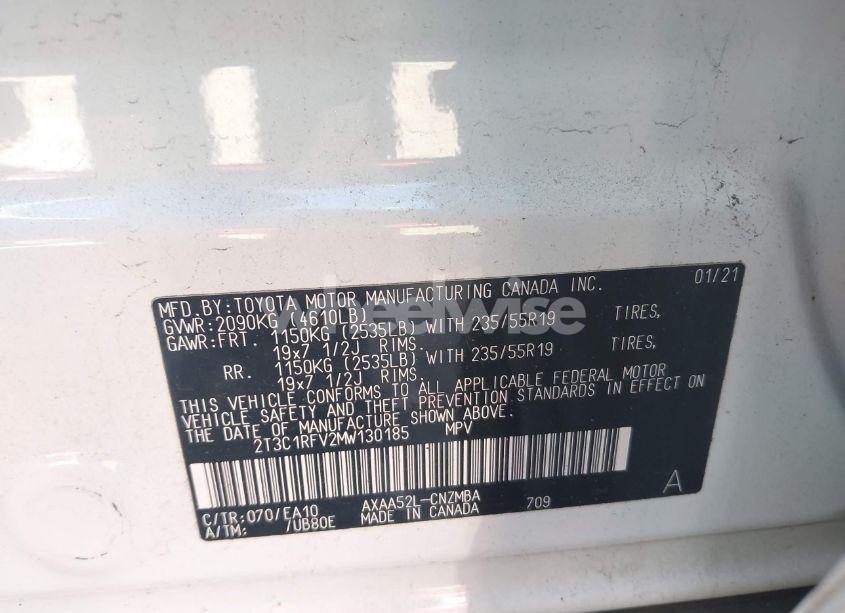 MFD.BY:TOYOTA MOTOR MANUFACTURING CANADA INC. 01/21
GVWR:2090KG (4610LB)
GAWR:FRT. 1150KG (2535LB) WITH 235/55R19 TIRES,
19x7 1/2J RIMS.
RR. 1150KG (2535LB) WITH 235/55R19 TIRES,
19x7 1/2J RIMS.
THIS VEHICLE CONFORMS TO ALL APPLICABLE FEDERAL MOTOR
VEHICLE SAFETY AND THEFT PREVENTION STANDARDS IN EFFECT ON
THE DATE OF MANUFACTURE SHOWN ABOVE.
2T3C1RFV2MW130185 MPV
A
C/TR:070/EA10 AXAA52L-CNZMBA 709
A/TM: /UB80E MADE IN CANADA
wheelwise